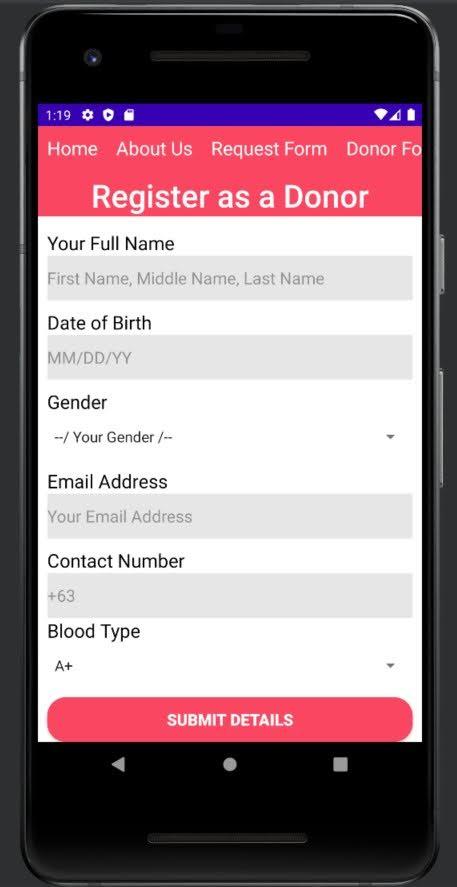 1:19
Home About Us Request Form Donor Fo
Register as a Donor
Your Full Name
First Name, Middle Name, Last Name
Date of Birth
MM/DD/YY
Gender
--/ Your Gender /--
Email Address
Your Email Address
Contact Number
+63
Blood Type
A+
SUBMIT DETAILS